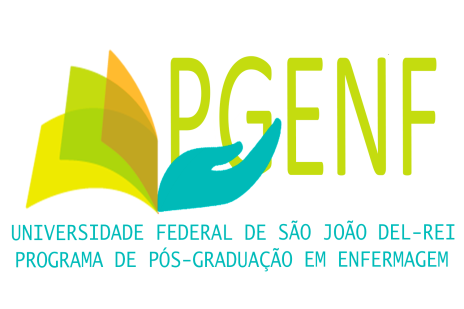 PGENF
UNIVERSIDADE FEDERAL DE SÃO JOÃO DEL-REI
PROGRAMA DE PÓS-GRADUAÇÃO EM ENFERMAGEM